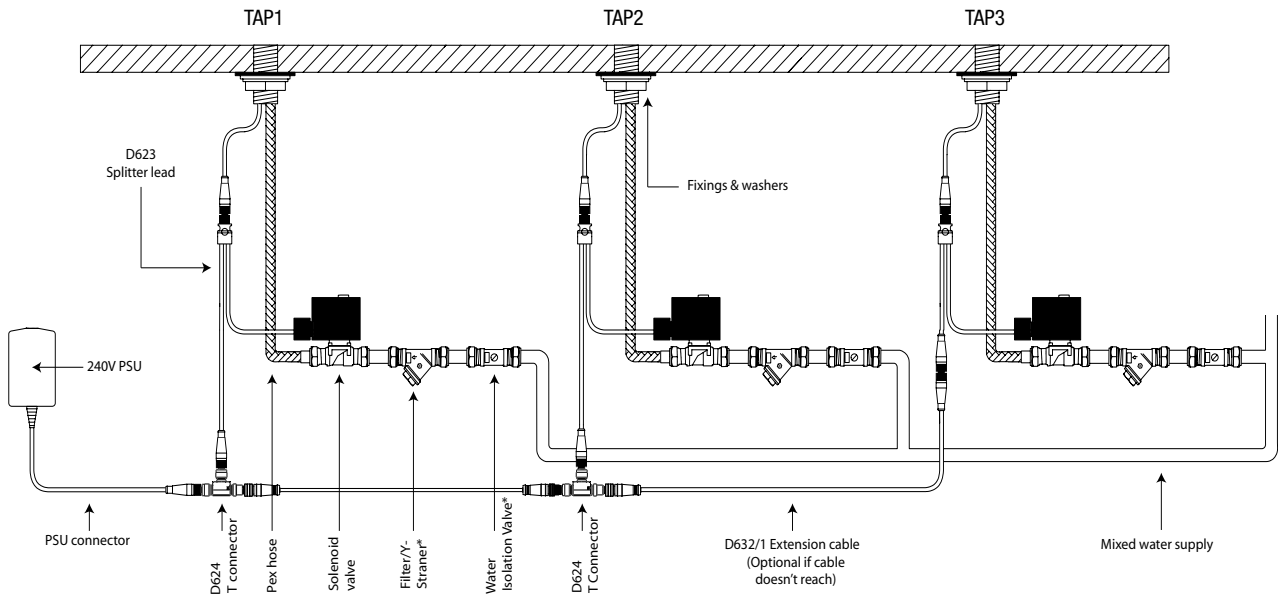 TAP1
TAP2
TAP3
D623
Splitter lead
Fixings & washers
240V PSU
PSU connector
D624
T connector
Pex hose
Solenoid
valve
Filter/Y-
Straner*
Water
Isolation Valve*
D624
T Connector
D632/1 Extension cable
(Optional if cable
doesn't reach)
Mixed water supply